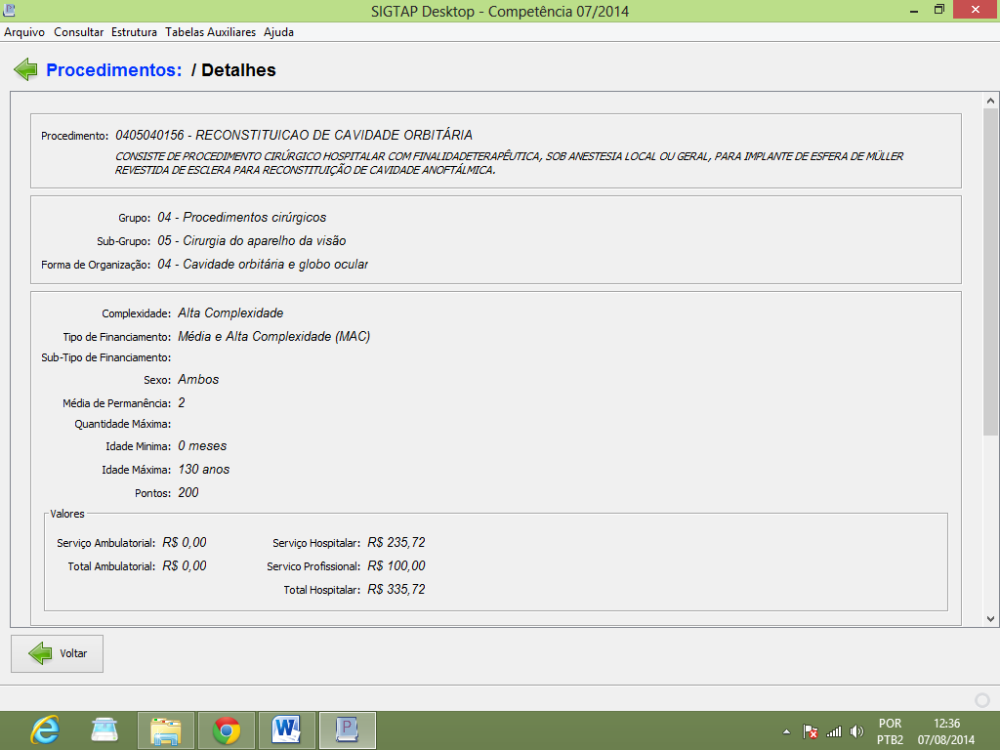 SIGTAP Desktop - Competência 07/2014
Arquivo Consultar Estrutura Tabelas Auxiliares Ajuda
Procedimentos: / Detalhes
Procedimento: 0405040156 - RECONSTITUICAO DE CAVIDADE ORBITÁRIA
CONSISTE DE PROCEDIMENTO CIRÚRGICO HOSPITALAR COM FINALIDADETERAPÊUTICA, SOB ANESTESIA LOCAL OU GERAL, PARA IMPLANTE DE ESFERA DE MÜLLER
REVESTIDA DE ESCLERA PARA RECONSTITUIÇÃO DE CAVIDADE ANOFTÁLMICA.
Grupo: 04 - Procedimentos cirúrgicos
Sub-Grupo: 05 - Cirurgia do aparelho da visão
Forma de Organização: 04 - Cavidade orbitária e globo ocular
Complexidade: Alta Complexidade
Tipo de Financiamento: Média e Alta Complexidade (MAC)
Sub-Tipo de Financiamento:
Sexo: Ambos
Média de Permanência: 2
Quantidade Máxima:
Idade Minima: 0 meses
Idade Máxima: 130 anos
Pontos: 200
Valores
Serviço Ambulatorial: R$ 0,00 Serviço Hospitalar: R$ 235,72
Total Ambulatorial: R$ 0,00 Servico Profissional: R$ 100,00
Total Hospitalar: R$ 335,72
Voltar
POR 12:36
PTB2 07/08/2014